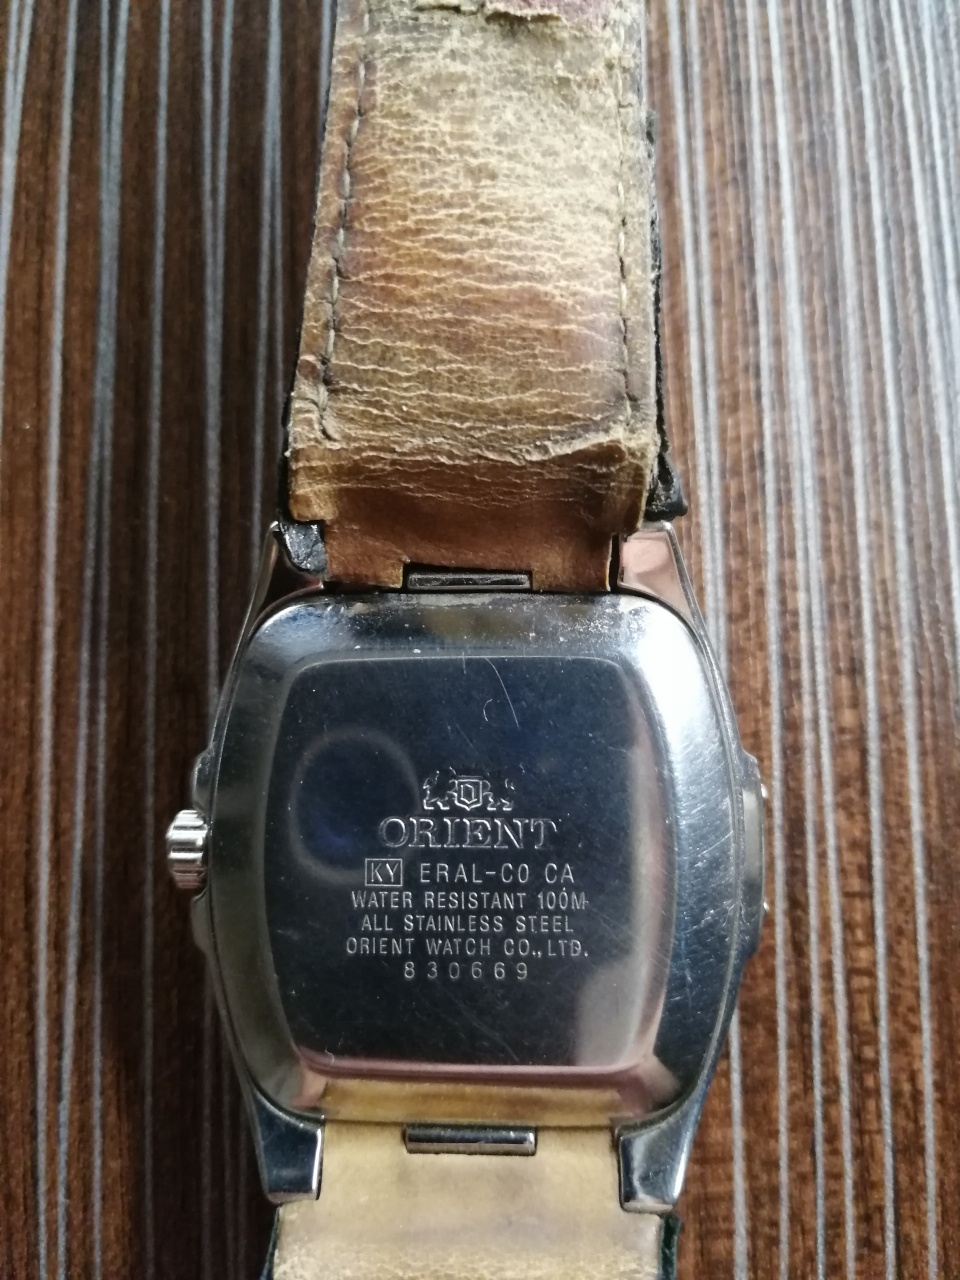 ORIENT
KY ERAL-C0 CA
WATER RESISTANT 100M
ALL STAINLESS STEEL
ORIENT WATCH CO.,LTD.
830669